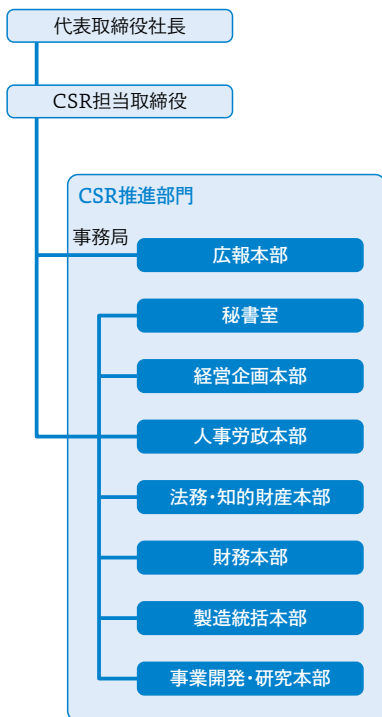 代表取締役社長
CSR担当取締役
CSR推進部門
事務局
広報本部
秘書室
経営企画本部
人事労政本部
法務・知的財産本部
財務本部
製造統括本部
事業開発・研究本部